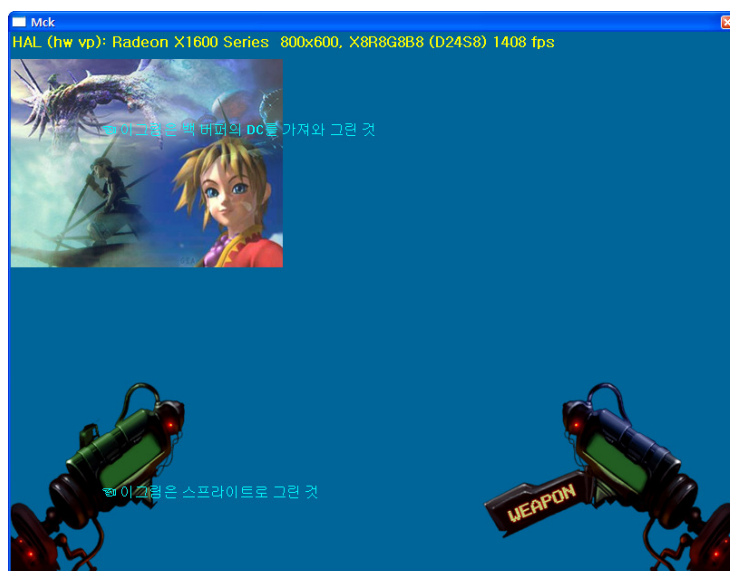 Mck
HAL (hw vp): Radeon X1600 Series 800x600, X8R8G8B8 (D24S8) 1408 fps
☜ 이그림은 백 버퍼의 DC를 가져와 그린 것
☜ 이그림은 스프라이트로 그린 것
WEAPON